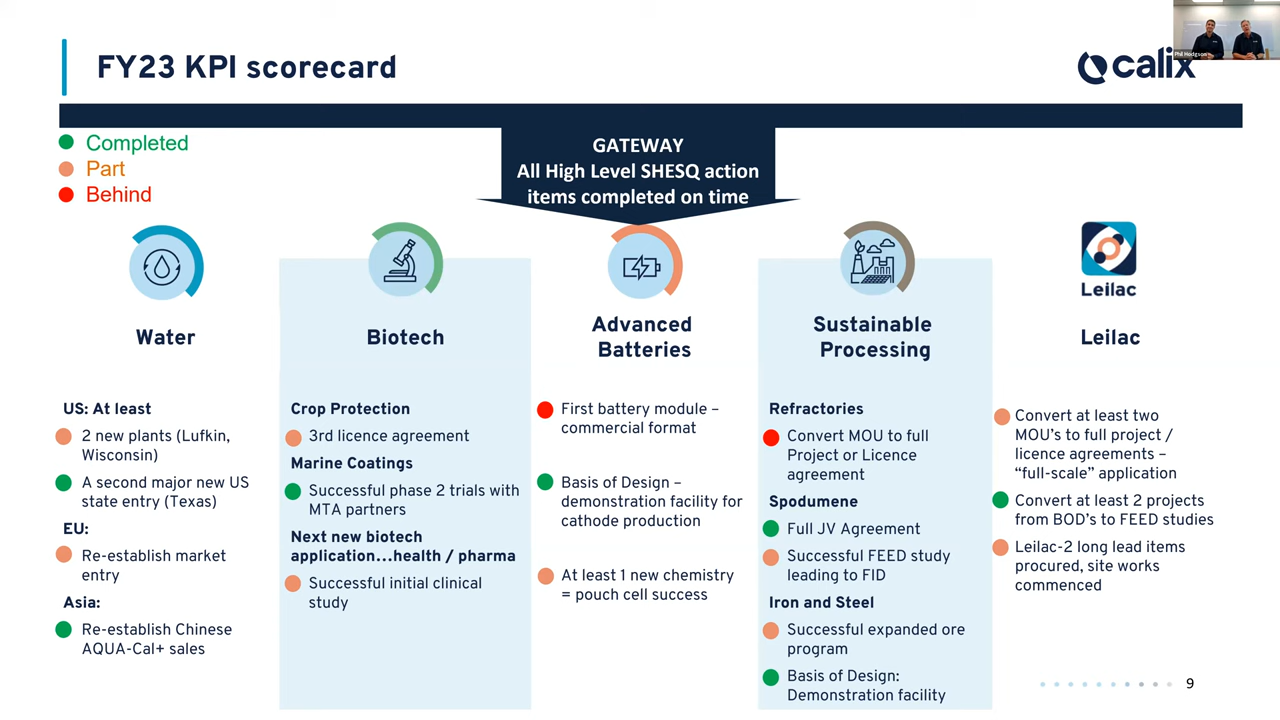 FY23 KPI scorecard
calix
Phil Hodgson
Completed
Part
Behind
GATEWAY
All High Level SHESQ action
items completed on time
Water
US: At least
2 new plants (Lufkin,
Wisconsin)
A second major new US
state entry (Texas)
EU:
Re-establish market
entry
Asia:
Re-establish Chinese
AQUA-Cal+ sales
Biotech
Crop Protection
3rd licence agreement
Marine Coatings
Successful phase 2 trials with
MTA partners
Next new biotech
application...health / pharma
Successful initial clinical
study
Advanced
Batteries
First battery module –
commercial format
Basis of Design –
demonstration facility for
cathode production
At least 1 new chemistry
= pouch cell success
Sustainable
Processing
Refractories
Convert MOU to full
Project or Licence
agreement
Spodumene
Full JV Agreement
Successful FEED study
leading to FID
Iron and Steel
Successful expanded ore
program
Basis of Design:
Demonstration facility
Leilac
Leilac
Convert at least two
MOU’s to full project /
licence agreements –
“full-scale” application
Convert at least 2 projects
from BOD’s to FEED studies
Leilac-2 long lead items
procured, site works
commenced
9